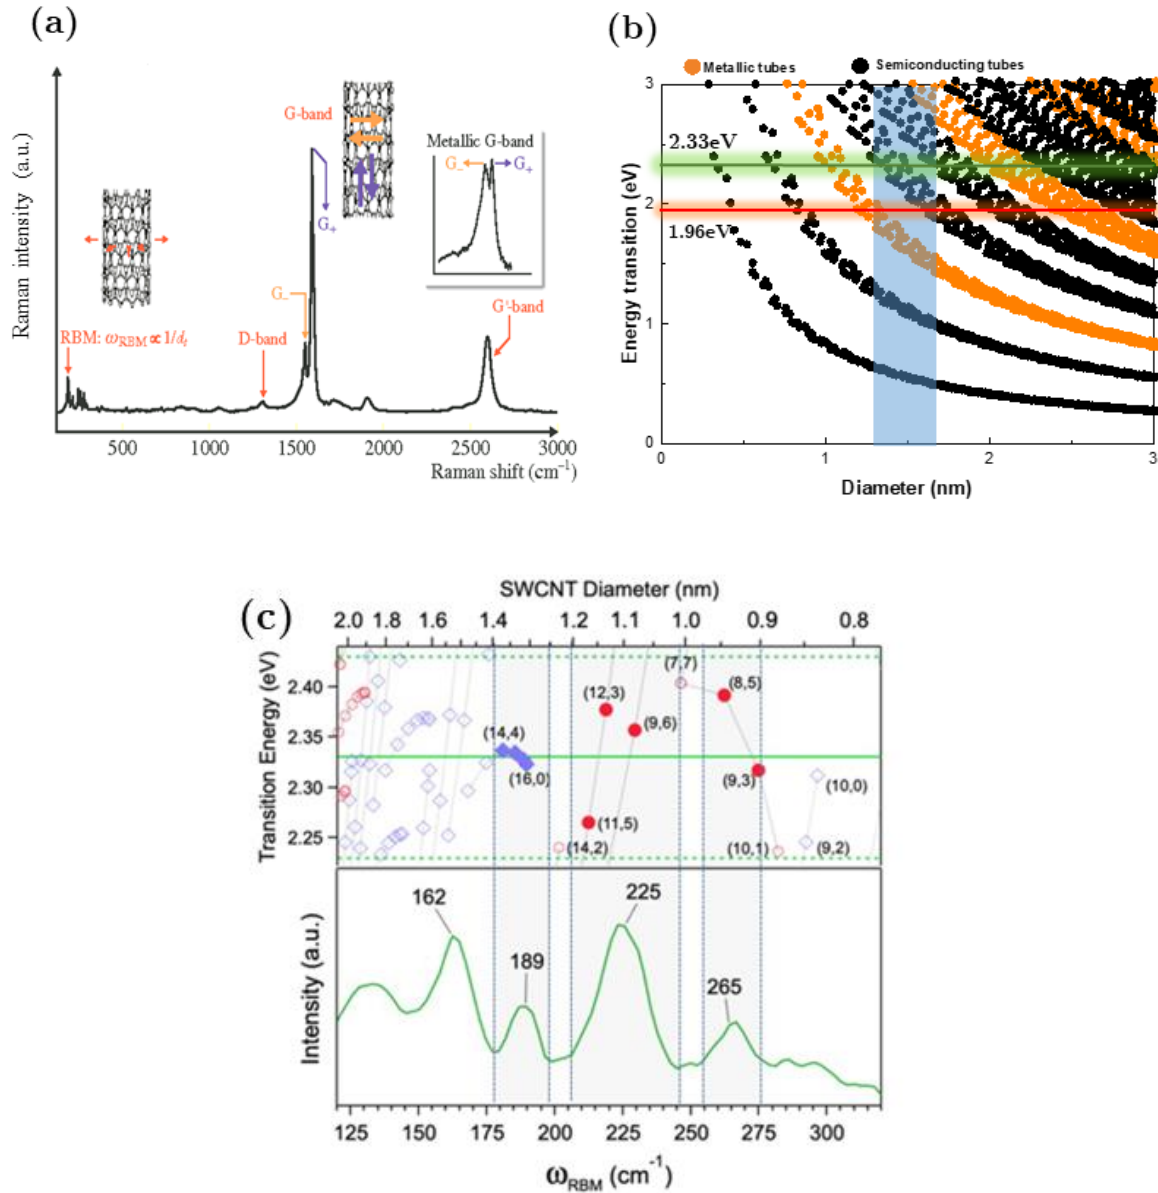 (a)
Raman intensity (a.u.)
G-band
Metallic G-band
G₋
G₊
G₊
G₋
G'-band
D-band
RBM: ωRBM ∝ 1/dt
500
1000
1500
2000
2500
3000
Raman shift (cm⁻¹)
(b)
Metallic tubes
Semiconducting tubes
3
2
1
0
2.33eV
1.96eV
Energy transition (eV)
0
1
2
3
Diameter (nm)
(c)
SWCNT Diameter (nm)
2.0 1.8 1.6 1.4 1.2 1.1 1.0 0.9 0.8
Transition Energy (eV)
2.40
2.35
2.30
2.25
(7,7)
(8,5)
(12,3)
(9,6)
(14,4)
(16,0)
(9,3)
(10,0)
(11,5)
(14,2)
(10,1)
(9,2)
Intensity (a.u.)
162
189
225
265
125 150 175 200 225 250 275 300
ωRBM (cm⁻¹)